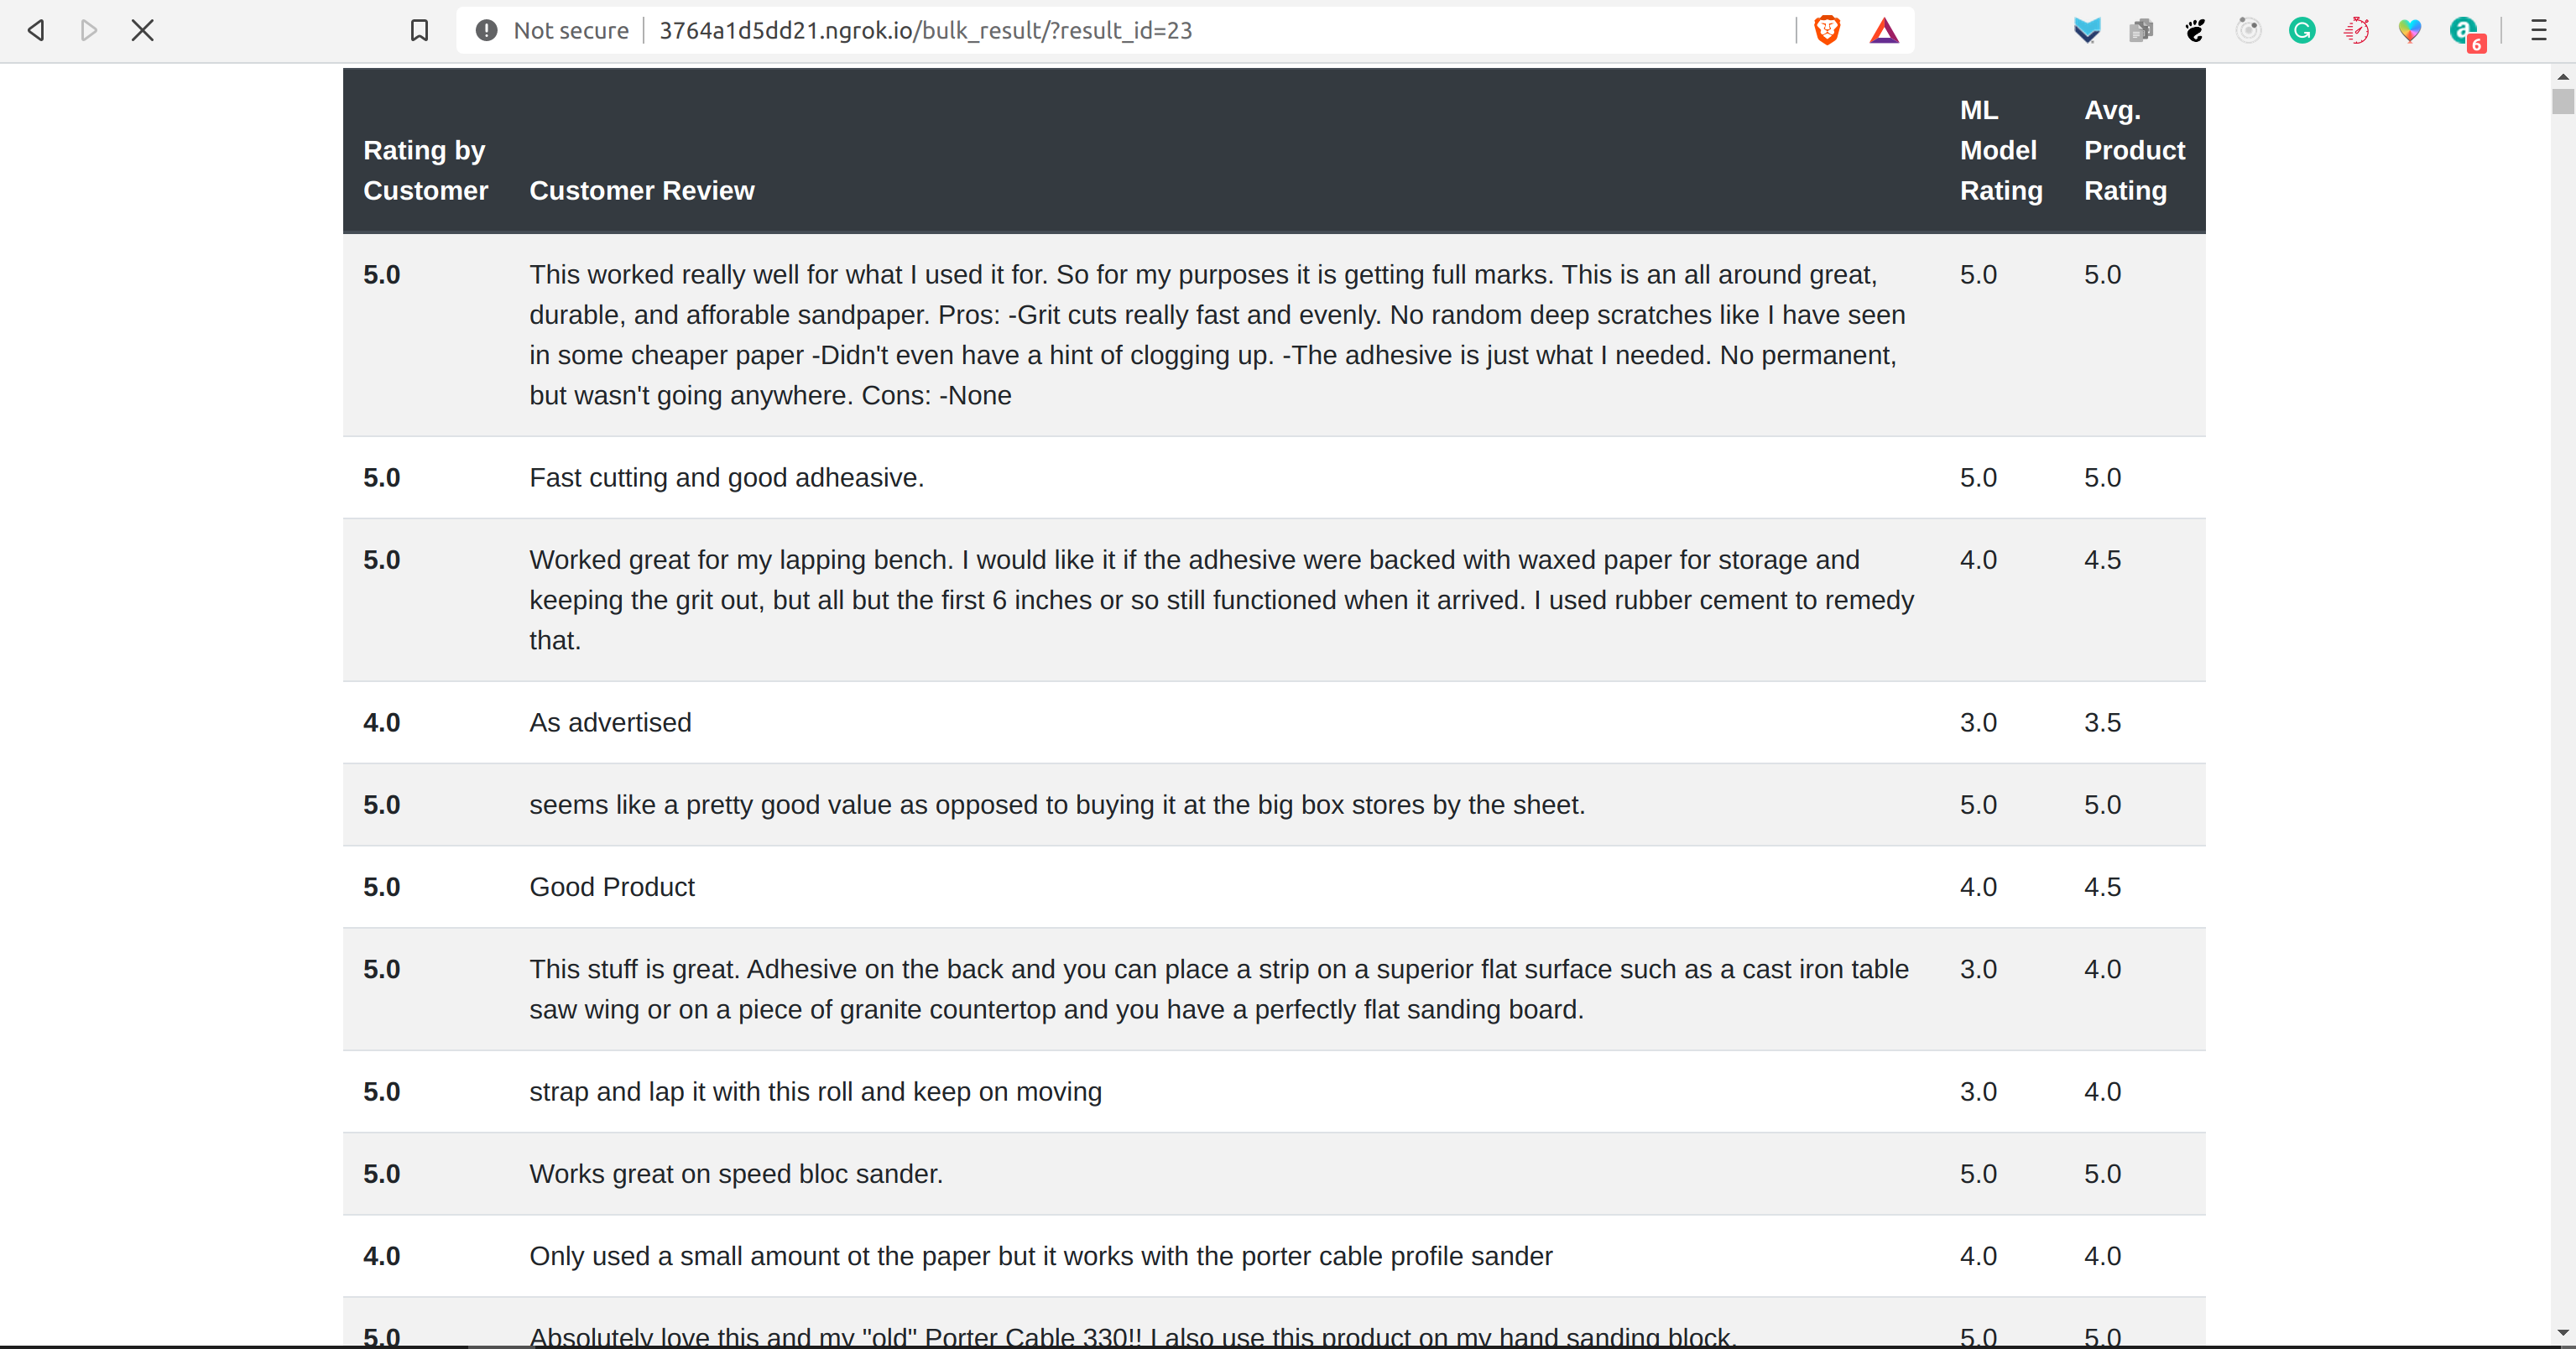 Not secure 3764a1d5dd21.ngrok.io/bulk_result/?result_id=23
6
Rating by Customer Customer Review ML Model Rating Avg. Product Rating
5.0 This worked really well for what I used it for. So for my purposes it is getting full marks. This is an all around great, 5.0 5.0
durable, and afforable sandpaper. Pros: -Grit cuts really fast and evenly. No random deep scratches like I have seen
in some cheaper paper -Didn't even have a hint of clogging up. -The adhesive is just what I needed. No permanent,
but wasn't going anywhere. Cons: -None
5.0 Fast cutting and good adheasive. 5.0 5.0
5.0 Worked great for my lapping bench. I would like it if the adhesive were backed with waxed paper for storage and 4.0 4.5
keeping the grit out, but all but the first 6 inches or so still functioned when it arrived. I used rubber cement to remedy
that.
4.0 As advertised 3.0 3.5
5.0 seems like a pretty good value as opposed to buying it at the big box stores by the sheet. 5.0 5.0
5.0 Good Product 4.0 4.5
5.0 This stuff is great. Adhesive on the back and you can place a strip on a superior flat surface such as a cast iron table 3.0 4.0
saw wing or on a piece of granite countertop and you have a perfectly flat sanding board.
5.0 strap and lap it with this roll and keep on moving 3.0 4.0
5.0 Works great on speed bloc sander. 5.0 5.0
4.0 Only used a small amount ot the paper but it works with the porter cable profile sander 4.0 4.0
5.0 Absolutely love this and my "old" Porter Cable 330!! I also use this product on my hand sanding block. 5.0 5.0